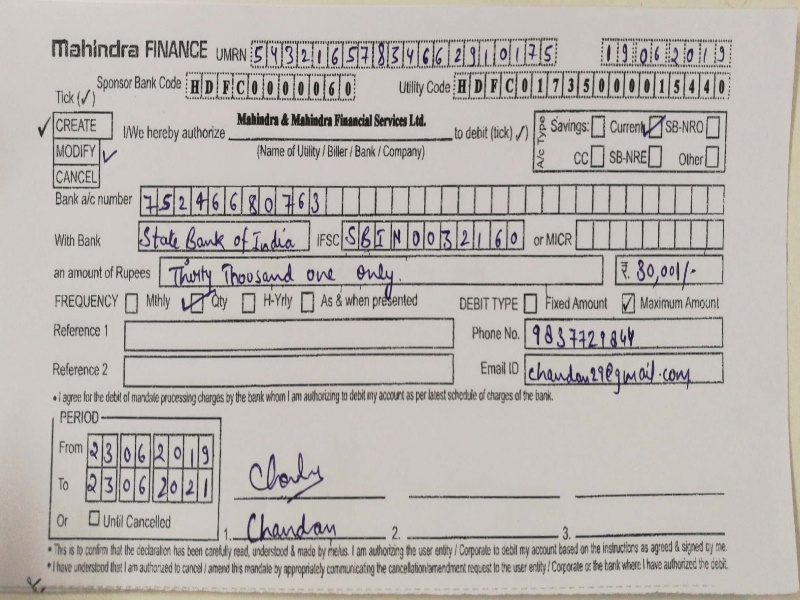 Mahindra FINANCE UMRN 54321657834662910175 19062019
Sponsor Bank Code HDFC0000060 Utility Code HDFC01735000015440
Tick (✓)
CREATE
MODIFY
CANCEL
I/We hereby authorize Mahindra & Mahindra Financial Services Ltd. to debit (tick) ✓)
(Name of Utility / Biller / Bank / Company)
A/c Type Savings: Current SB-NRO
CC SB-NRE Other
Bank a/c number 75246680763
With Bank State Bank of India IFSC SBIN0032160 or MICR
an amount of Rupees Thirty Thousand one only. ₹. 30,001/-
FREQUENCY Mthly Qty H-Yrly As & when presented DEBIT TYPE Fixed Amount ✓ Maximum Amount
Reference 1 Phone No. 9837729844
Reference 2 Email ID chandan29@gmail.com
• I agree for the debit of mandate processing charges by the bank whom I am authorizing to debit my account as per latest schedule of charges of the bank.
PERIOD
From 23062019
To 23062021
Or Until Cancelled
1. Chandan 2. 3.
• This is to confirm that the declaration has been carefully read, understood & made by me/us. I am authorizing the user entity / Corporate to debit my account based on the instructions as agreed & signed by me.
• I have understood that I am authorized to cancel / amend this mandate by appropriately communicating the cancellation/amendment request to the user entity / Corporate or the bank where I have authorized the debit.